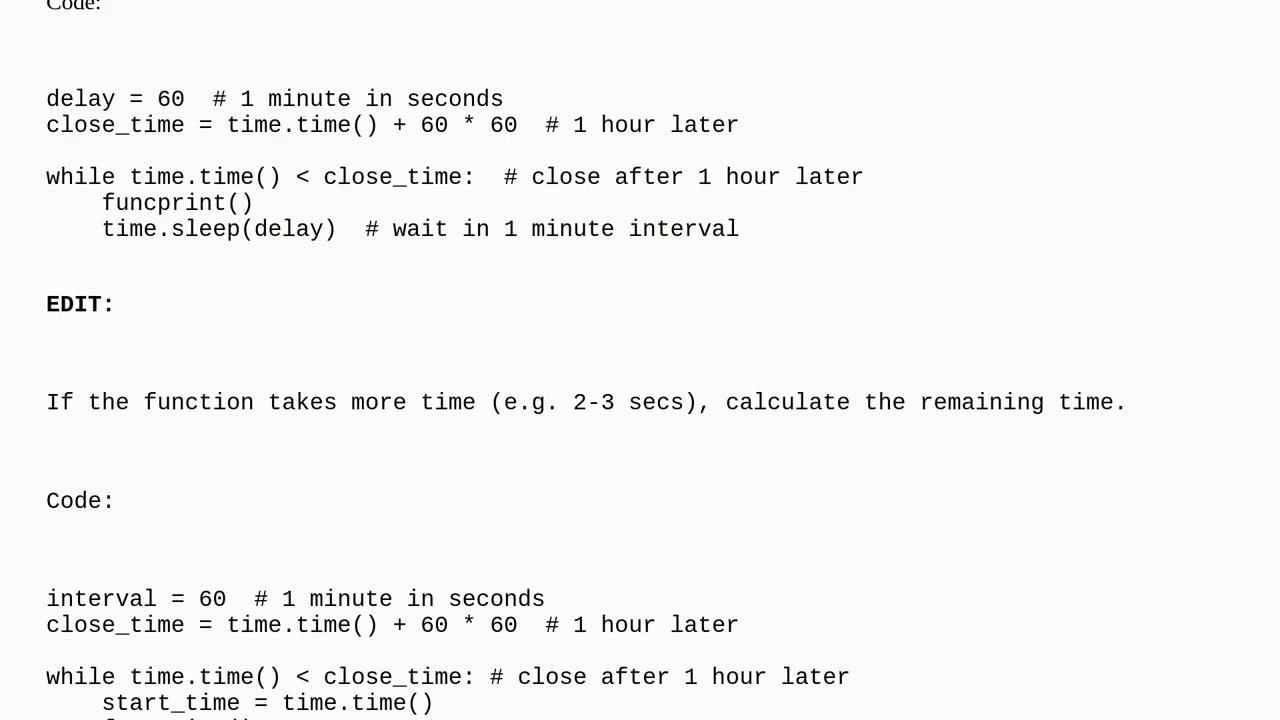 Code:
delay = 60  # 1 minute in seconds
close_time = time.time() + 60 * 60  # 1 hour later
while time.time() < close_time:  # close after 1 hour later
    funcprint()
    time.sleep(delay)  # wait in 1 minute interval
EDIT:
If the function takes more time (e.g. 2-3 secs), calculate the remaining time.
Code:
interval = 60  # 1 minute in seconds
close_time = time.time() + 60 * 60  # 1 hour later
while time.time() < close_time: # close after 1 hour later
    start_time = time.time()